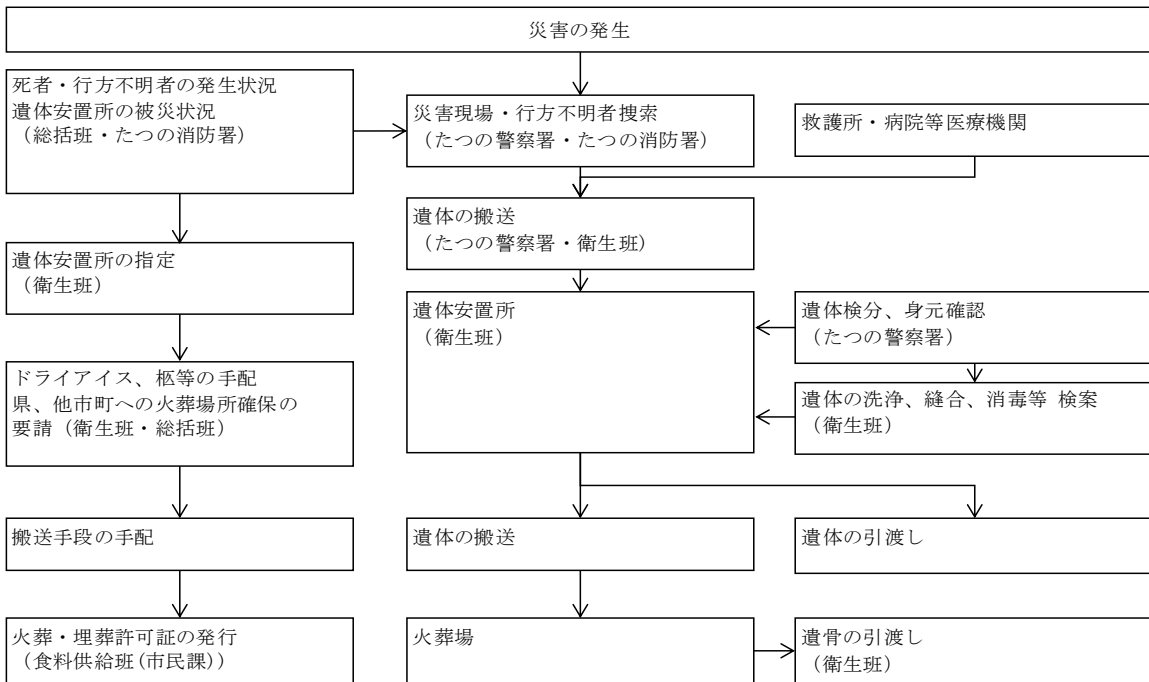 災害の発生
死者・行方不明者の発生状況
遺体安置所の被災状況
(総括班・たつの消防署)
災害現場・行方不明者捜索
(たつの警察署・たつの消防署)
救護所・病院等医療機関
遺体の搬送
(たつの警察署・衛生班)
遺体安置所の指定
(衛生班)
遺体安置所
(衛生班)
遺体検分、身元確認
(たつの警察署)
ドライアイス、柩等の手配
県、他市町への火葬場所確保の
要請(衛生班・総括班)
遺体の洗浄、縫合、消毒等 検案
(衛生班)
搬送手段の手配
遺体の搬送
遺体の引渡し
火葬・埋葬許可証の発行
(食料供給班(市民課))
火葬場
遺骨の引渡し
(衛生班)